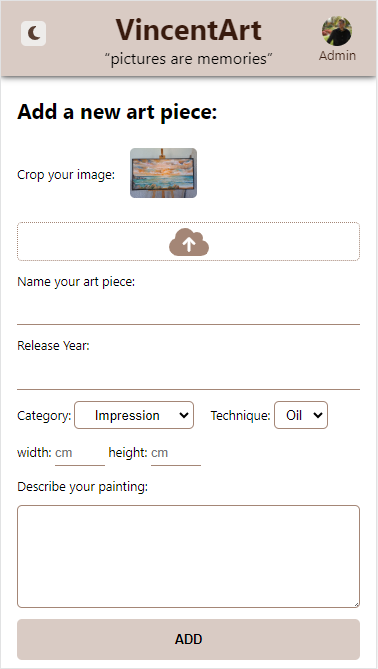 VincentArt
“pictures are memories”
Admin
Add a new art piece:
Crop your image:
Name your art piece:
Release Year:
Category: Impression Technique: Oil
width: cm height: cm
Describe your painting:
ADD